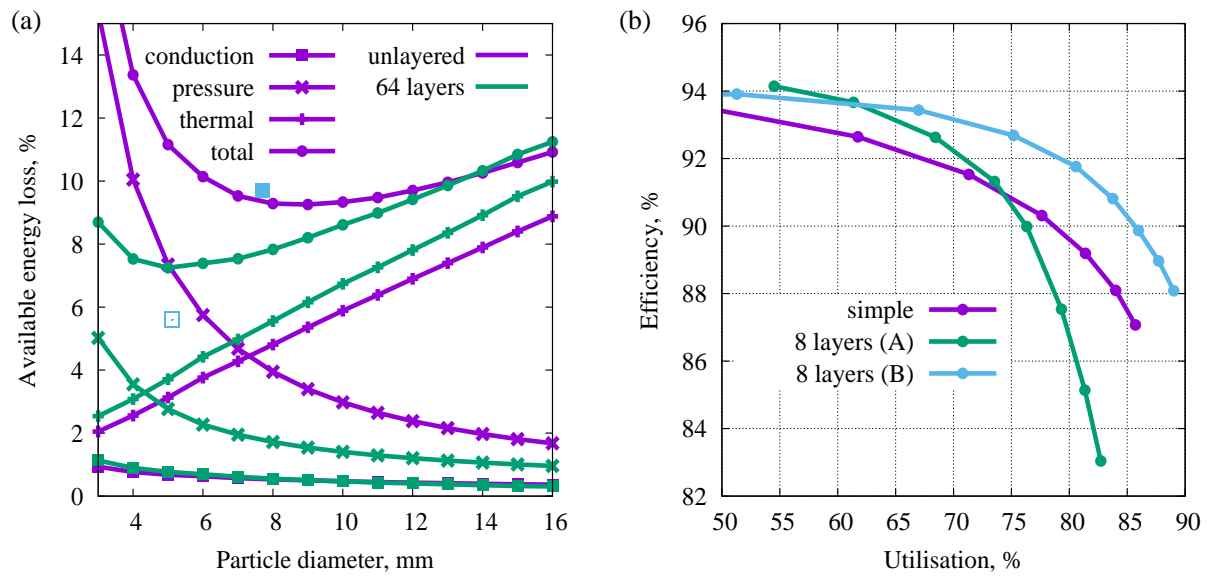 (a)
Available energy loss, %
0
2
4
6
8
10
12
14
conduction
pressure
thermal
total
unlayered
64 layers
4
6
8
10
12
14
16
Particle diameter, mm
(b)
Efficiency, %
82
84
86
88
90
92
94
96
simple
8 layers (A)
8 layers (B)
50
55
60
65
70
75
80
85
90
Utilisation, %